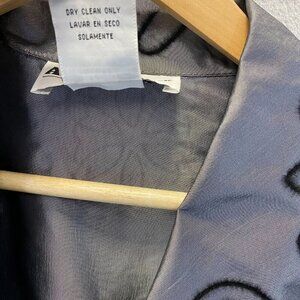 DRY CLEAN ONLY
LAVAR EN SECO
SOLAMENTE